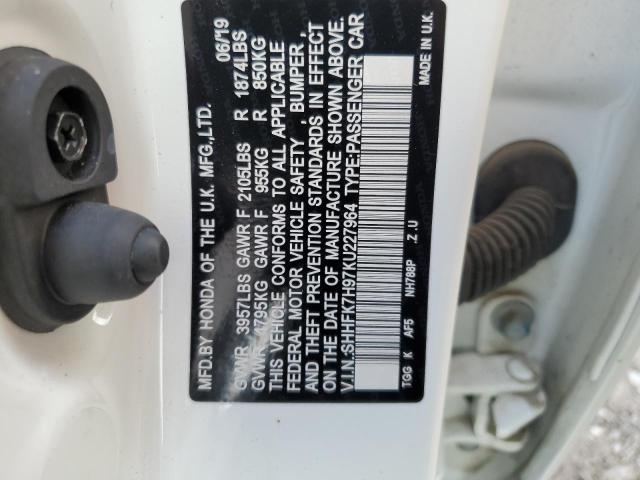 MFD.BY HONDA OF THE U.K. MFG.,LTD. 06/19
GVWR 3957LBS GAWR F 2105LBS R 1874LBS
GVWR 1795KG GAWR F 955KG R 850KG
THIS VEHICLE CONFORMS TO ALL APPLICABLE
FEDERAL MOTOR VEHICLE SAFETY , BUMPER ,
AND THEFT PREVENTION STANDARDS IN EFFECT
ON THE DATE OF MANUFACTURE SHOWN ABOVE.
V.I.N.:SHHFK7H97KU227964 TYPE:PASSENGER CAR
TGG K AF5 NH788P .Z .U MADE IN U.K.